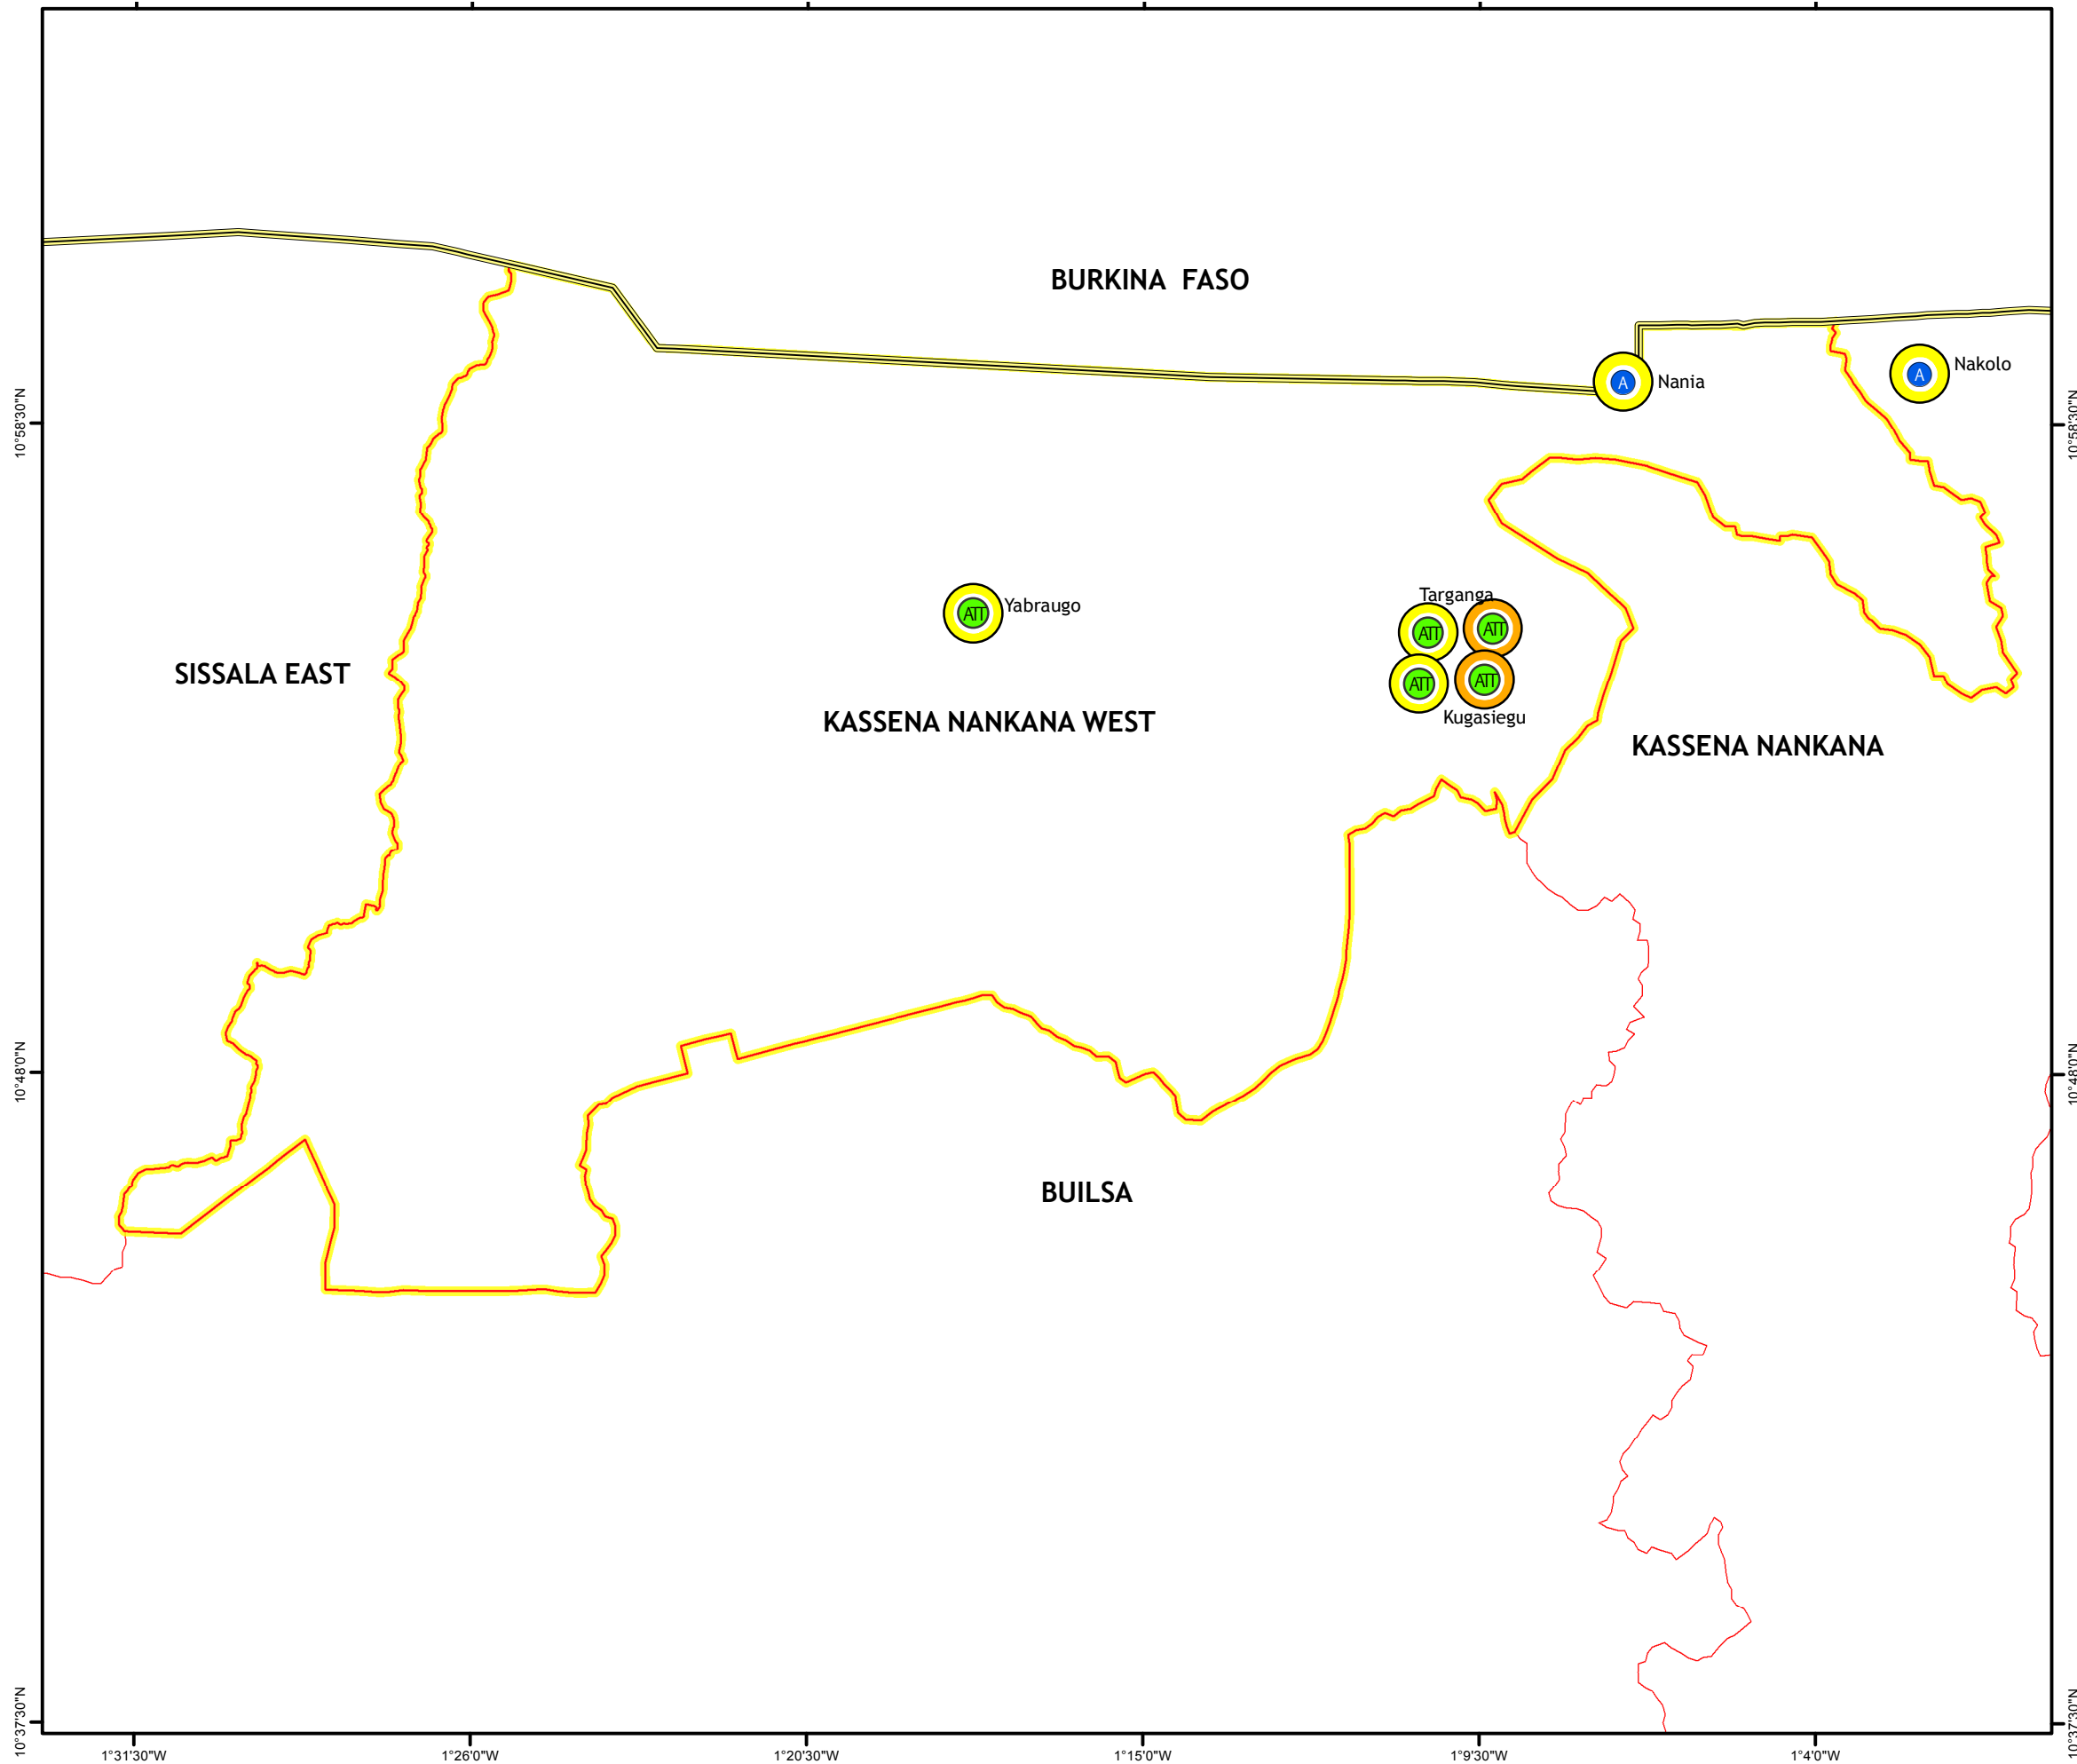 BURKINA FASO
A
Nania
A
Nakolo
10°58'30"N
10°58'30"N
ATT
Yabraugo
Targanga
ATT
ATT
ATT
ATT
Kugasiegu
SISSALA EAST
KASSENA NANKANA WEST
KASSENA NANKANA
10°48'0"N
10°48'0"N
BUILSA
10°37'30"N
10°37'30"N
1°31'30"W
1°26'0"W
1°20'30"W
1°15'0"W
1°9'30"W
1°4'0"W